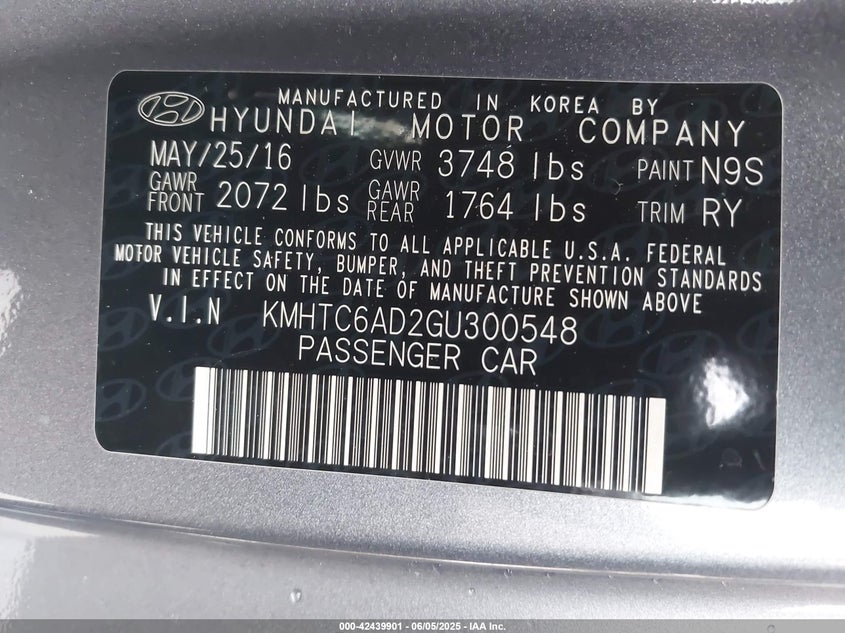 MANUFACTURED IN KOREA BY
HYUNDAI MOTOR COMPANY
MAY/25/16 GVWR 3748 lbs PAINT N9S
GAWR FRONT 2072 lbs GAWR REAR 1764 lbs TRIM RY
THIS VEHICLE CONFORMS TO ALL APPLICABLE U.S.A. FEDERAL
MOTOR VEHICLE SAFETY, BUMPER, AND THEFT PREVENTION STANDARDS
IN EFFECT ON THE DATE OF MANUFACTURE SHOWN ABOVE
V.I.N KMHTC6AD2GU300548
PASSENGER CAR
000-42439901 - 06/05/2025 - IAA Inc.